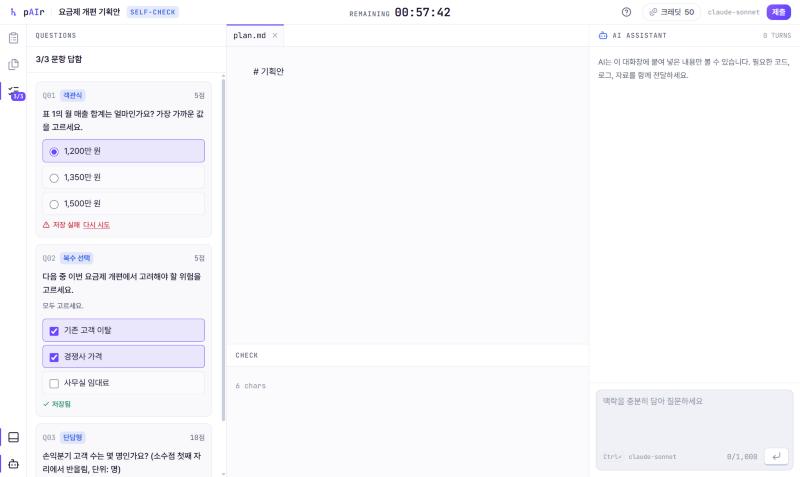 pAIr
요금제 개편 기획안
SELF-CHECK
REMAINING 00:57:42
크레딧 50
claude-sonnet
제출
3/3
QUESTIONS
3/3 문항 답함
Q01 객관식 5점
표 1의 월 매출 합계는 얼마인가요? 가장 가까운 값
을 고르세요.
1,200만 원
1,350만 원
1,500만 원
저장 실패 다시 시도
Q02 복수 선택 5점
다음 중 이번 요금제 개편에서 고려해야 할 위험을
고르세요.
모두 고르세요.
기존 고객 이탈
경쟁사 가격
사무실 임대료
저장됨
Q03 단답형 10점
손익분기 고객 수는 몇 명인가요? (소수점 첫째 자
리에서 반올림, 단위: 명)
plan.md
# 기획안
CHECK
6 chars
AI ASSISTANT
0 TURNS
AI는 이 대화창에 붙여 넣은 내용만 볼 수 있습니다. 필요한 코드,
로그, 자료를 함께 전달하세요.
맥락을 충분히 담아 질문하세요
claude-sonnet
0/1,000